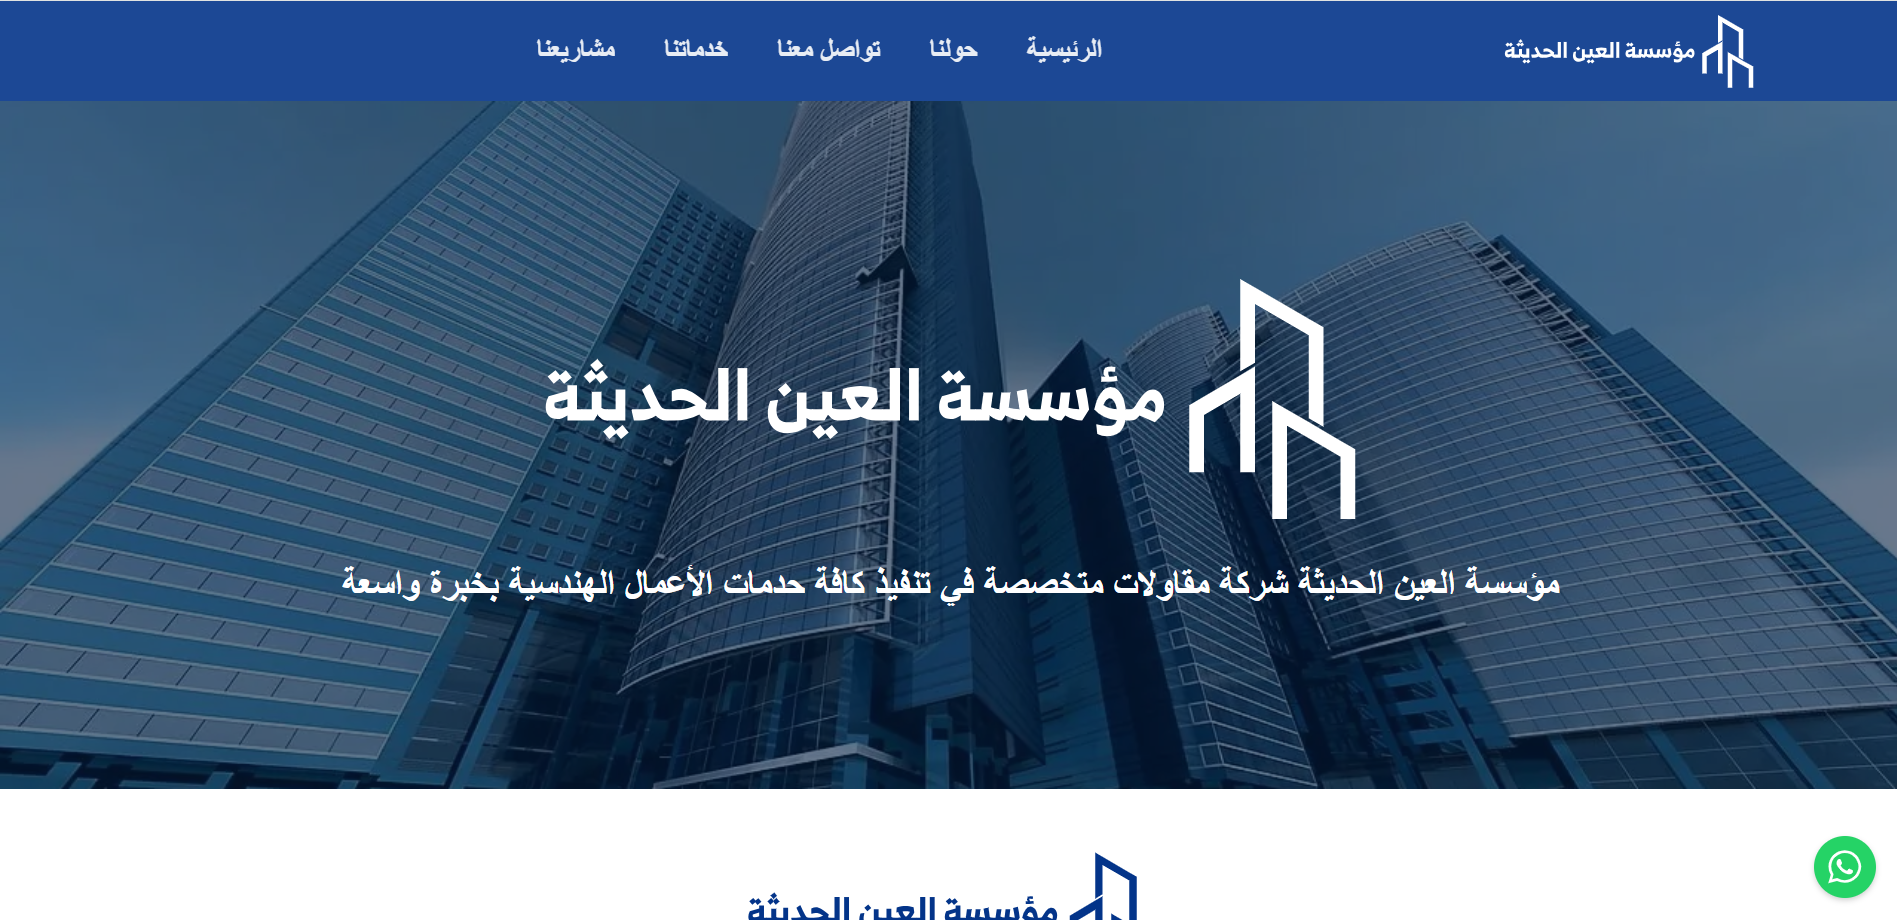 مؤسسة العين الحديثة
الرئيسية حولنا تواصل معنا خدماتنا مشاريعنا
مؤسسة العين الحديثة
مؤسسة العين الحديثة شركة مقاولات متخصصة في تنفيذ كافة حدمات الأعمال الهندسية بخبرة واسعة
مؤسسة العين الحديثة